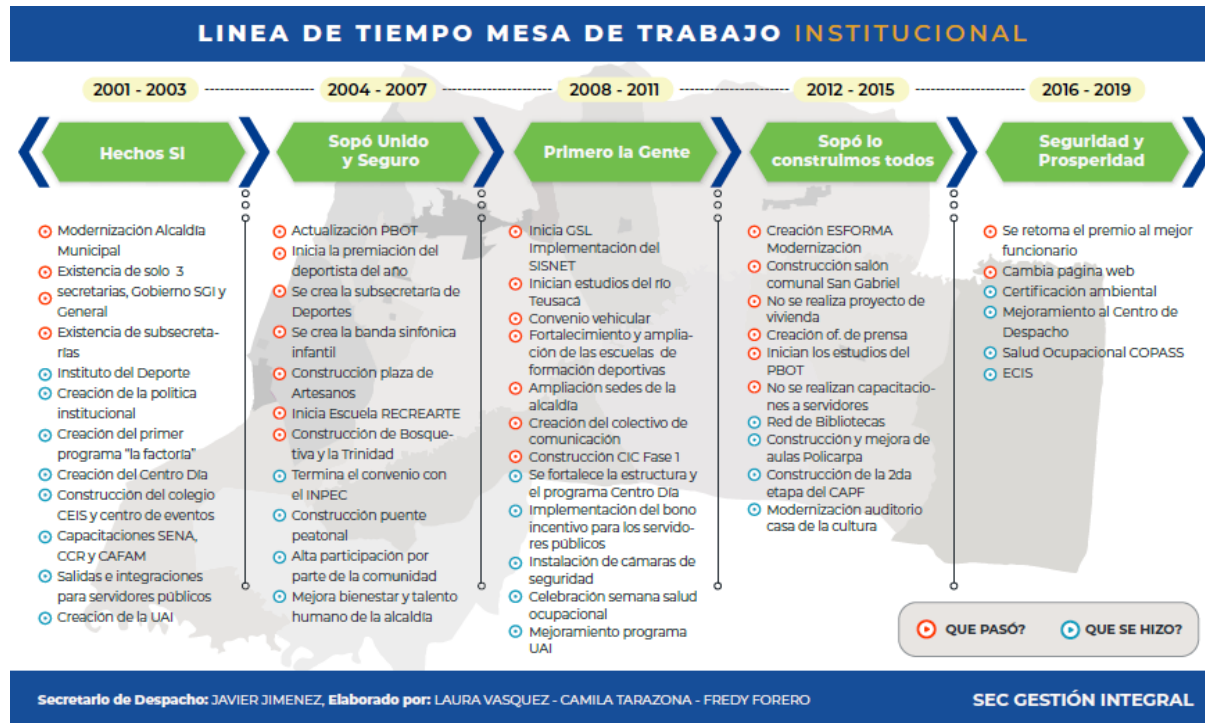 LINEA DE TIEMPO MESA DE TRABAJO INSTITUCIONAL
2001 - 2003
2004 - 2007
2008 - 2011
2012 - 2015
2016 - 2019
Hechos SI
Sopó Unido
y Seguro
Primero la Gente
Sopó lo
construimos todos
Seguridad y
Prosperidad
Modernización Alcaldía
Municipal
Existencia de solo 3
secretarias, Gobierno SGI y
General
Existencia de subsecreta-
rías
Instituto del Deporte
Creación de la política
institucional
Creación del primer
programa "la factoría"
Creación del Centro Día
Construcción del colegio
CEIS y centro de eventos
Capacitaciones SENA,
CCR y CAFAM
Salidas e integraciones
para servidores públicos
Creación de la UAI
Actualización PBOT
Inicia la premiación del
deportista del año
Se crea la subsecretaría de
Deportes
Se crea la banda sinfónica
infantil
Construcción plaza de
Artesanos
Inicia Escuela RECREARTE
Construcción de Bosque-
tiva y la Trinidad
Termina el convenio con
el INPEC
Construcción puente
peatonal
Alta participación por
parte de la comunidad
Mejora bienestar y talento
humano de la alcaldía
Inicia GSL
Implementación del
SISNET
Inician estudios del río
Teusacá
Convenio vehicular
Fortalecimiento y amplia-
ción de las escuelas de
formación deportivas
Ampliación sedes de la
alcaldía
Creación del colectivo de
comunicación
Construcción CIC Fase 1
Se fortalece la estructura y
el programa Centro Día
Implementación del bono
incentivo para los servido-
res públicos
Instalación de cámaras de
seguridad
Celebración semana salud
ocupacional
Mejoramiento programa
UAI
Creación ESFORMA
Modernización
Construcción salón
comunal San Gabriel
No se realiza proyecto de
vivienda
Creación of. de prensa
Inician los estudios del
PBOT
No se realizan capacitacio-
nes a servidores
Red de Bibliotecas
Construcción y mejora de
aulas Policarpa
Construcción de la 2da
etapa del CAPF
Modernización auditorio
casa de la cultura
Se retoma el premio al mejor
funcionario
Cambia página web
Certificación ambiental
Mejoramiento al Centro de
Despacho
Salud Ocupacional COPASS
ECIS
QUE PASÓ?
QUE SE HIZO?
Secretario de Despacho: JAVIER JIMENEZ, Elaborado por: LAURA VASQUEZ - CAMILA TARAZONA - FREDY FORERO
SEC GESTIÓN INTEGRAL